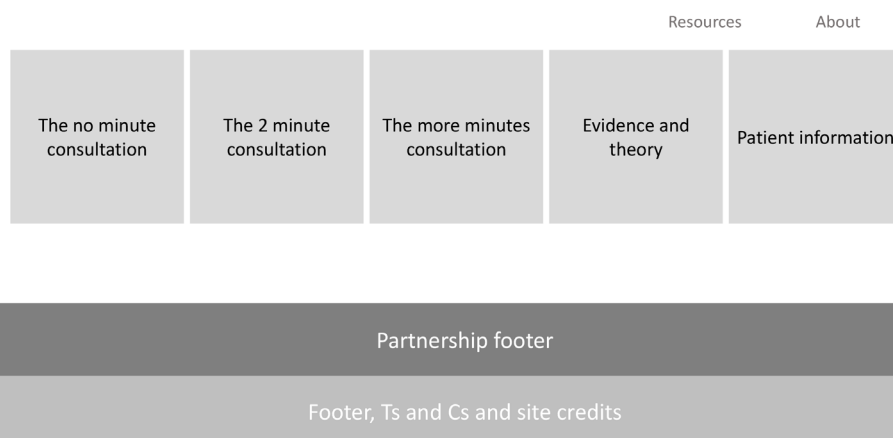 Resources About
The no minute
consultation
The 2 minute
consultation
The more minutes
consultation
Evidence and
theory
Patient information
Partnership footer
Footer, Ts and Cs and site credits